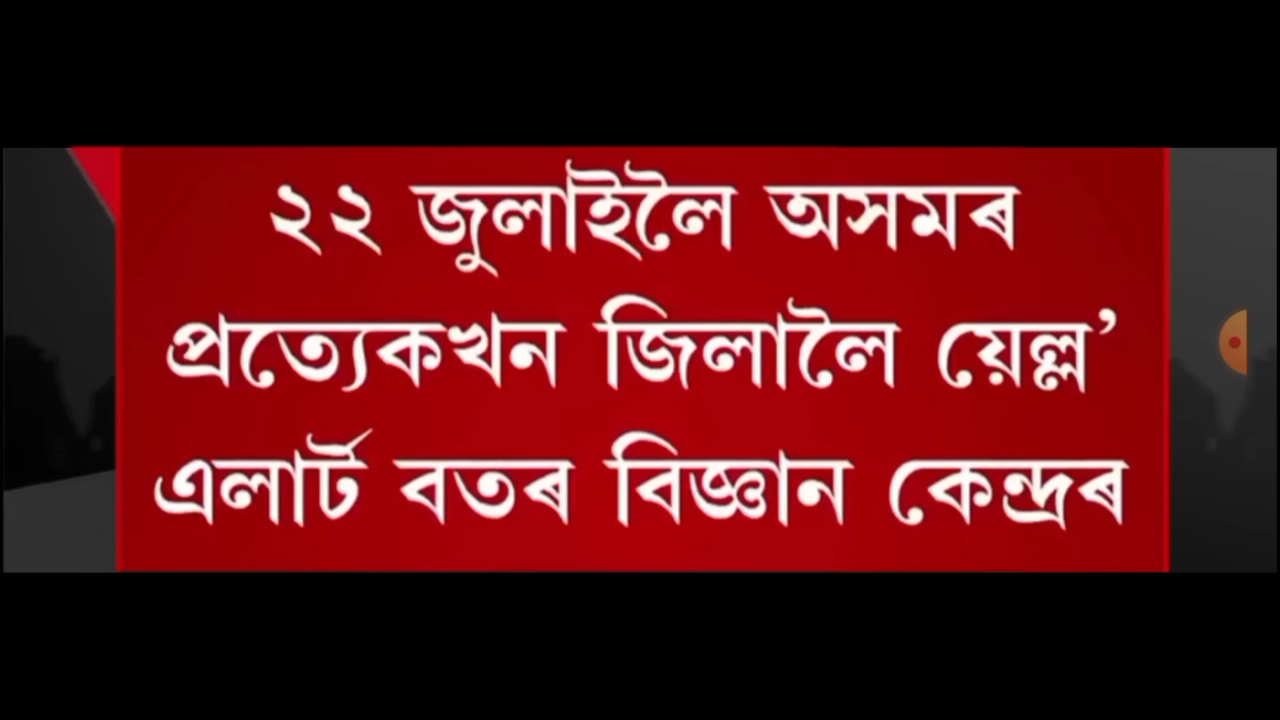 ২২ জুলাইলৈ অসমৰ
প্ৰত্যেকখন জিলালৈ য়েল্ল’
এলাৰ্ট বতৰ বিজ্ঞান কেন্দ্ৰৰ